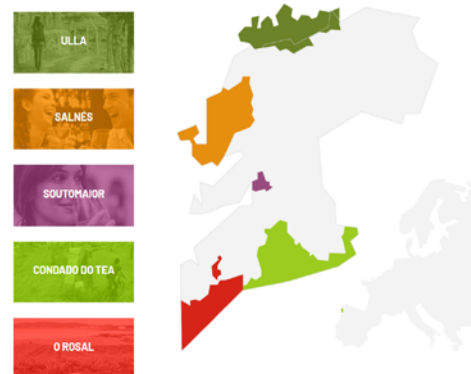 ULLA
SALNÉS
SOUTOMAIOR
CONDADO DO TEA
O ROSAL